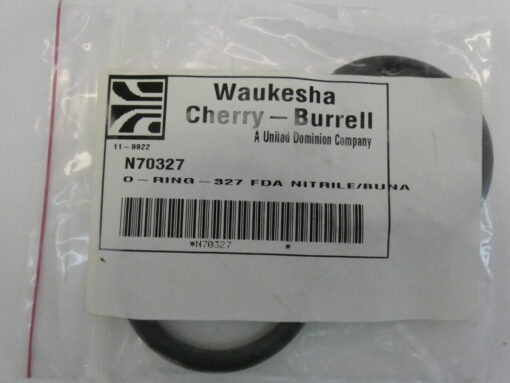 Waukesha
Cherry-Burrell
A United Dominion Company
11-9922
N70327
O-RING-327 FDA NITRILE/BUNA
*N70327 *